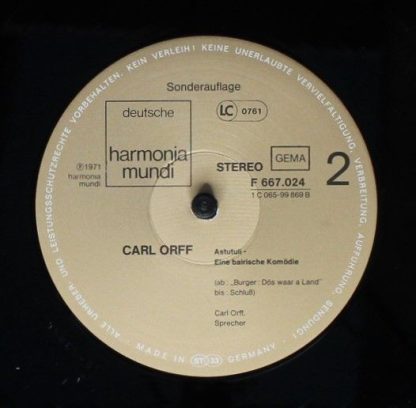 ALLE URHEBER- UND LEISTUNGSSCHUTZRECHTE VORBEHALTEN. KEIN VERLEIH! KEINE UNERLAUBTE VERVIELFÄLTIGUNG, VERBREITUNG, AUFFÜHRUNG, SENDUNG!
Sonderauflage
deutsche
harmonia
mundi
LC 0761
℗ 1971
harmonia
mundi
STEREO
GEMA
F 667.024
1 C 065-99 869 B
2
CARL ORFF
Astutuli -
Eine bairische Komödie
(ab: „Burger: Dös waar a Land"
bis: Schluß)
Carl Orff,
Sprecher
MADE IN ST 33 GERMANY